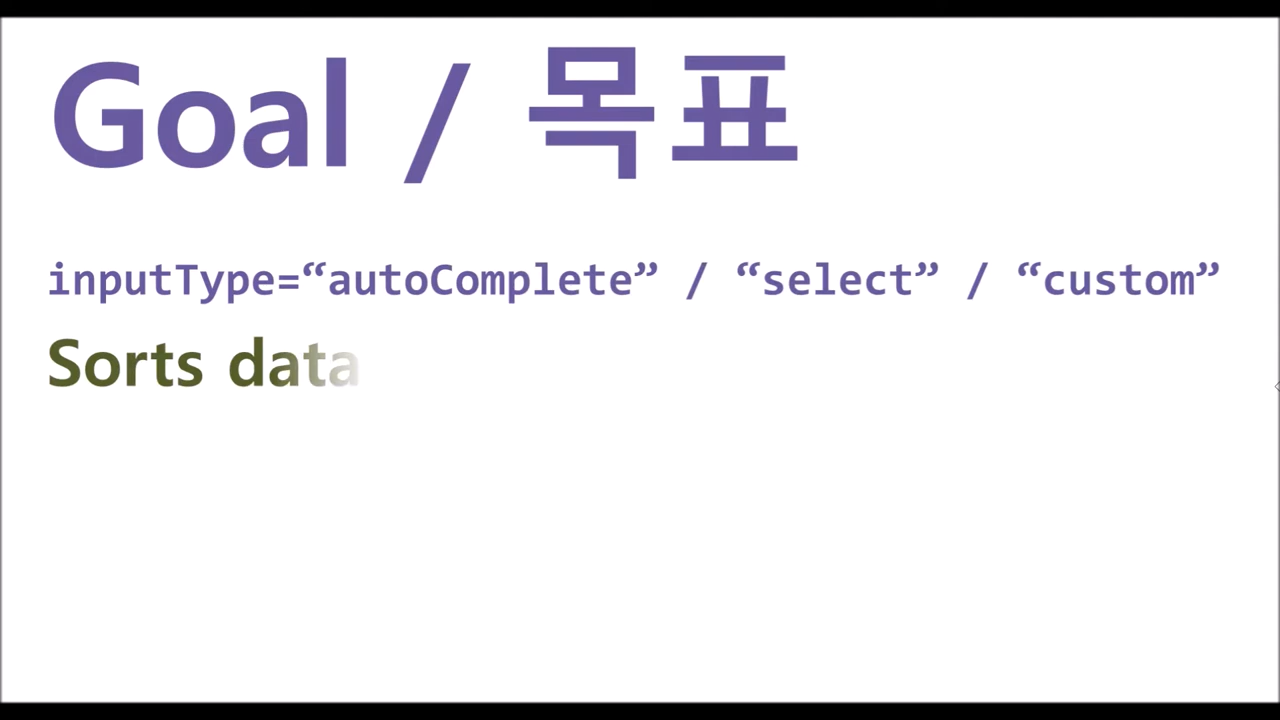 Goal / 목표
inputType=“autoComplete” / “select” / “custom”
Sorts data